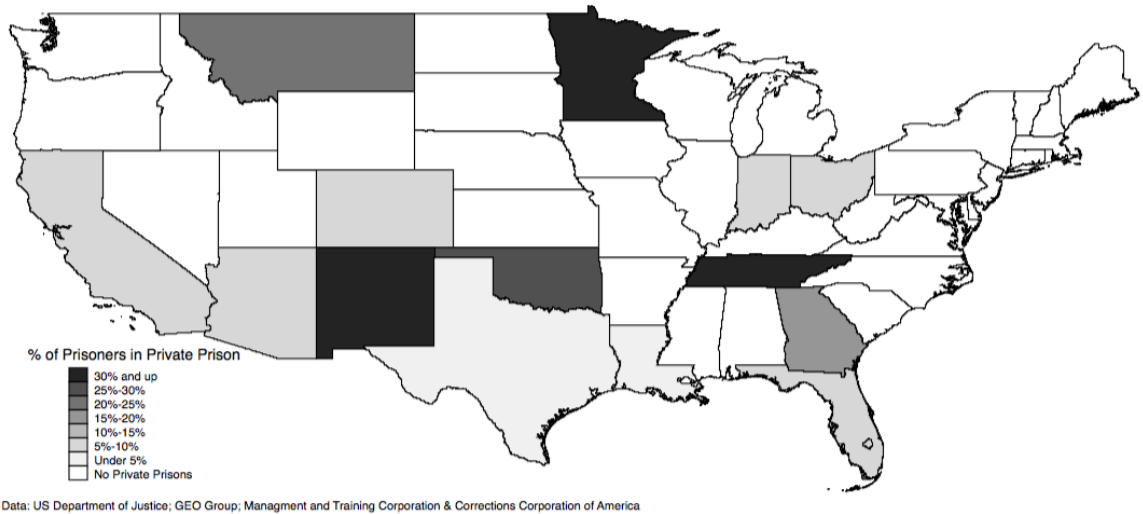 % of Prisoners in Private Prison
30% and up
25%-30%
20%-25%
15%-20%
10%-15%
5%-10%
Under 5%
No Private Prisons
Data: US Department of Justice; GEO Group; Managment and Training Corporation & Corrections Corporation of America